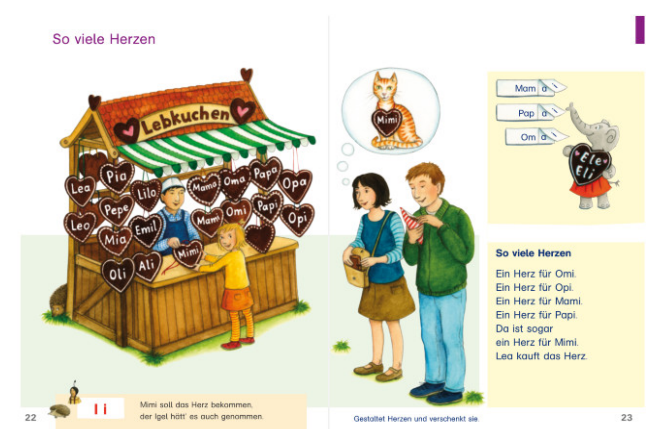 So viele Herzen
Lebkuchen
Lea
Pia
Lilo
Mama
Oma
Papa
Opa
Leo
Pepe
Emil
Mami
Omi
Papi
Opi
Mia
Oli
Ali
Mimi
I i
Mimi soll das Herz bekommen,
der Igel hätt' es auch genommen.
22
Mimi
Mam a i
Pap a i
Om a i
Ele
Eli
So viele Herzen
Ein Herz für Omi.
Ein Herz für Opi.
Ein Herz für Mami.
Ein Herz für Papi.
Da ist sogar
ein Herz für Mimi.
Lea kauft das Herz.
Gestaltet Herzen und verschenkt sie.
23